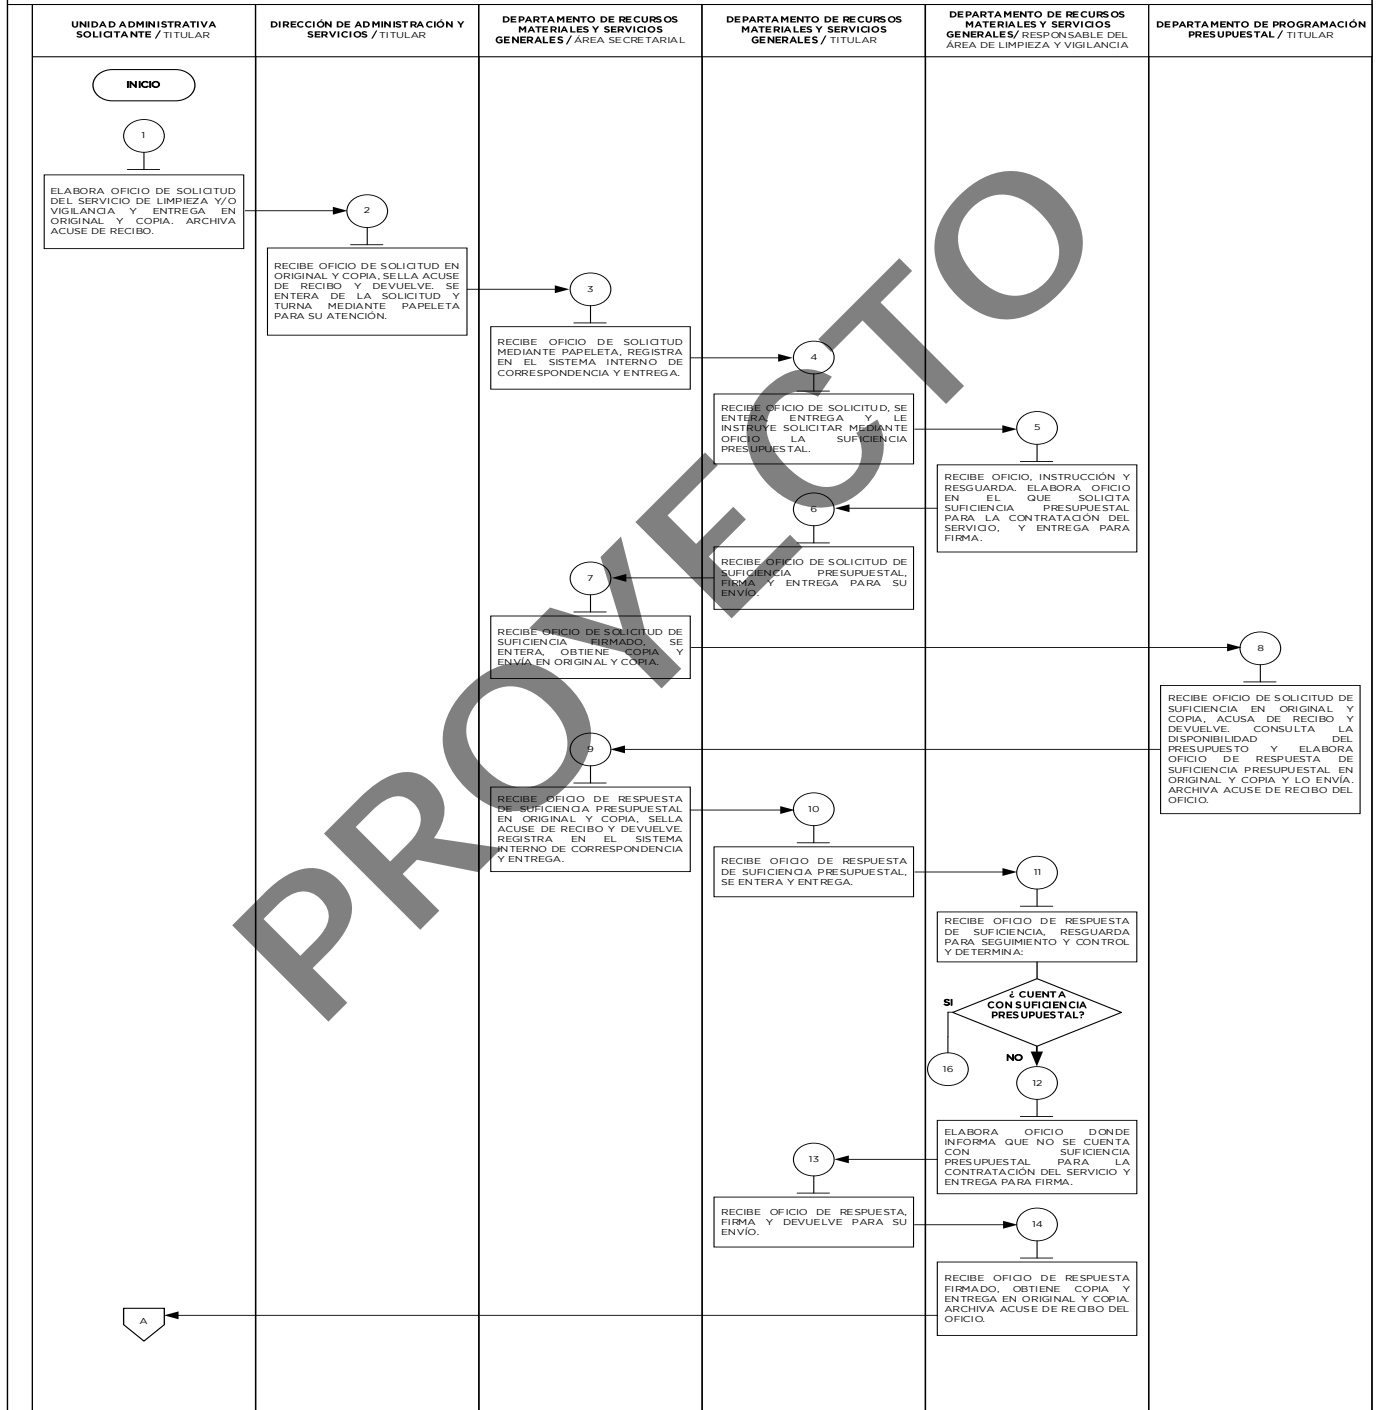 UNIDAD ADMINISTRATIVA
SOLICITANTE / TITULAR
DIRECCIÓN DE ADMINISTRACIÓN Y
SERVICIOS / TITULAR
DEPARTAMENTO DE RECURSOS
MATERIALES Y SERVICIOS
GENERALES / ÁREA SECRETARIAL
DEPARTAMENTO DE RECURSOS
MATERIALES Y SERVICIOS
GENERALES / TITULAR
DEPARTAMENTO DE RECURSOS
MATERIALES Y SERVICIOS
GENERALES/ RESPONSABLE DEL
ÁREA DE LIMPIEZA Y VIGILANCIA
DEPARTAMENTO DE PROGRAMACIÓN
PRESUPUESTAL / TITULAR
INICIO
1
ELABORA OFICIO DE SOLICITUD
DEL SERVICIO DE LIMPIEZA Y/O
VIGILANCIA Y ENTREGA EN
ORIGINAL Y COPIA. ARCHIVA
ACUSE DE RECIBO.
2
RECIBE OFICIO DE SOLICITUD EN
ORIGINAL Y COPIA, SELLA ACUSE
DE RECIBO Y DEVUELVE. SE
ENTERA DE LA SOLICITUD Y
TURNA MEDIANTE PAPELETA
PARA SU ATENCIÓN.
3
RECIBE OFICIO DE SOLICITUD
MEDIANTE PAPELETA, REGISTRA
EN EL SISTEMA INTERNO DE
CORRESPONDENCIA Y ENTREGA.
4
RECIBE OFICIO DE SOLICITUD, SE
ENTERA, ENTREGA Y LE
INSTRUYE SOLICITAR MEDIANTE
OFICIO LA SUFICIENCIA
PRESUPUESTAL.
5
RECIBE OFICIO, INSTRUCCIÓN Y
RESGUARDA. ELABORA OFICIO
EN EL QUE SOLICITA
SUFICIENCIA PRESUPUESTAL
PARA LA CONTRATACIÓN DEL
SERVICIO, Y ENTREGA PARA
FIRMA.
6
RECIBE OFICIO DE SOLICITUD DE
SUFICIENCIA PRESUPUESTAL,
FIRMA Y ENTREGA PARA SU
ENVÍO.
7
RECIBE OFICIO DE SOLICITUD DE
SUFICIENCIA FIRMADO, SE
ENTERA, OBTIENE COPIA Y
ENVÍA EN ORIGINAL Y COPIA.
8
RECIBE OFICIO DE SOLICITUD DE
SUFICIENCIA EN ORIGINAL Y
COPIA, ACUSA DE RECIBO Y
DEVUELVE. CONSULTA LA
DISPONIBILIDAD DEL
PRESUPUESTO Y ELABORA
OFICIO DE RESPUESTA DE
SUFICIENCIA PRESUPUESTAL EN
ORIGINAL Y COPIA Y LO ENVÍA.
ARCHIVA ACUSE DE RECIBO DEL
OFICIO.
9
RECIBE OFICIO DE RESPUESTA
DE SUFICIENCIA PRESUPUESTAL
EN ORIGINAL Y COPIA, SELLA
ACUSE DE RECIBO Y DEVUELVE.
REGISTRA EN EL SISTEMA
INTERNO DE CORRESPONDENCIA
Y ENTREGA.
10
RECIBE OFICIO DE RESPUESTA
DE SUFICIENCIA PRESUPUESTAL,
SE ENTERA Y ENTREGA.
11
RECIBE OFICIO DE RESPUESTA
DE SUFICIENCIA, RESGUARDA
PARA SEGUIMIENTO Y CONTROL
Y DETERMINA:
¿ CUENTA
CON SUFICIENCIA
PRESUPUESTAL?
SI
16
NO
12
ELABORA OFICIO DONDE
INFORMA QUE NO SE CUENTA
CON SUFICIENCIA
PRESUPUESTAL PARA LA
CONTRATACIÓN DEL SERVICIO Y
ENTREGA PARA FIRMA.
13
RECIBE OFICIO DE RESPUESTA,
FIRMA Y DEVUELVE PARA SU
ENVÍO.
14
RECIBE OFICIO DE RESPUESTA
FIRMADO, OBTIENE COPIA Y
ENTREGA EN ORIGINAL Y COPIA.
ARCHIVA ACUSE DE RECIBO DEL
OFICIO.
A
PROYECTO